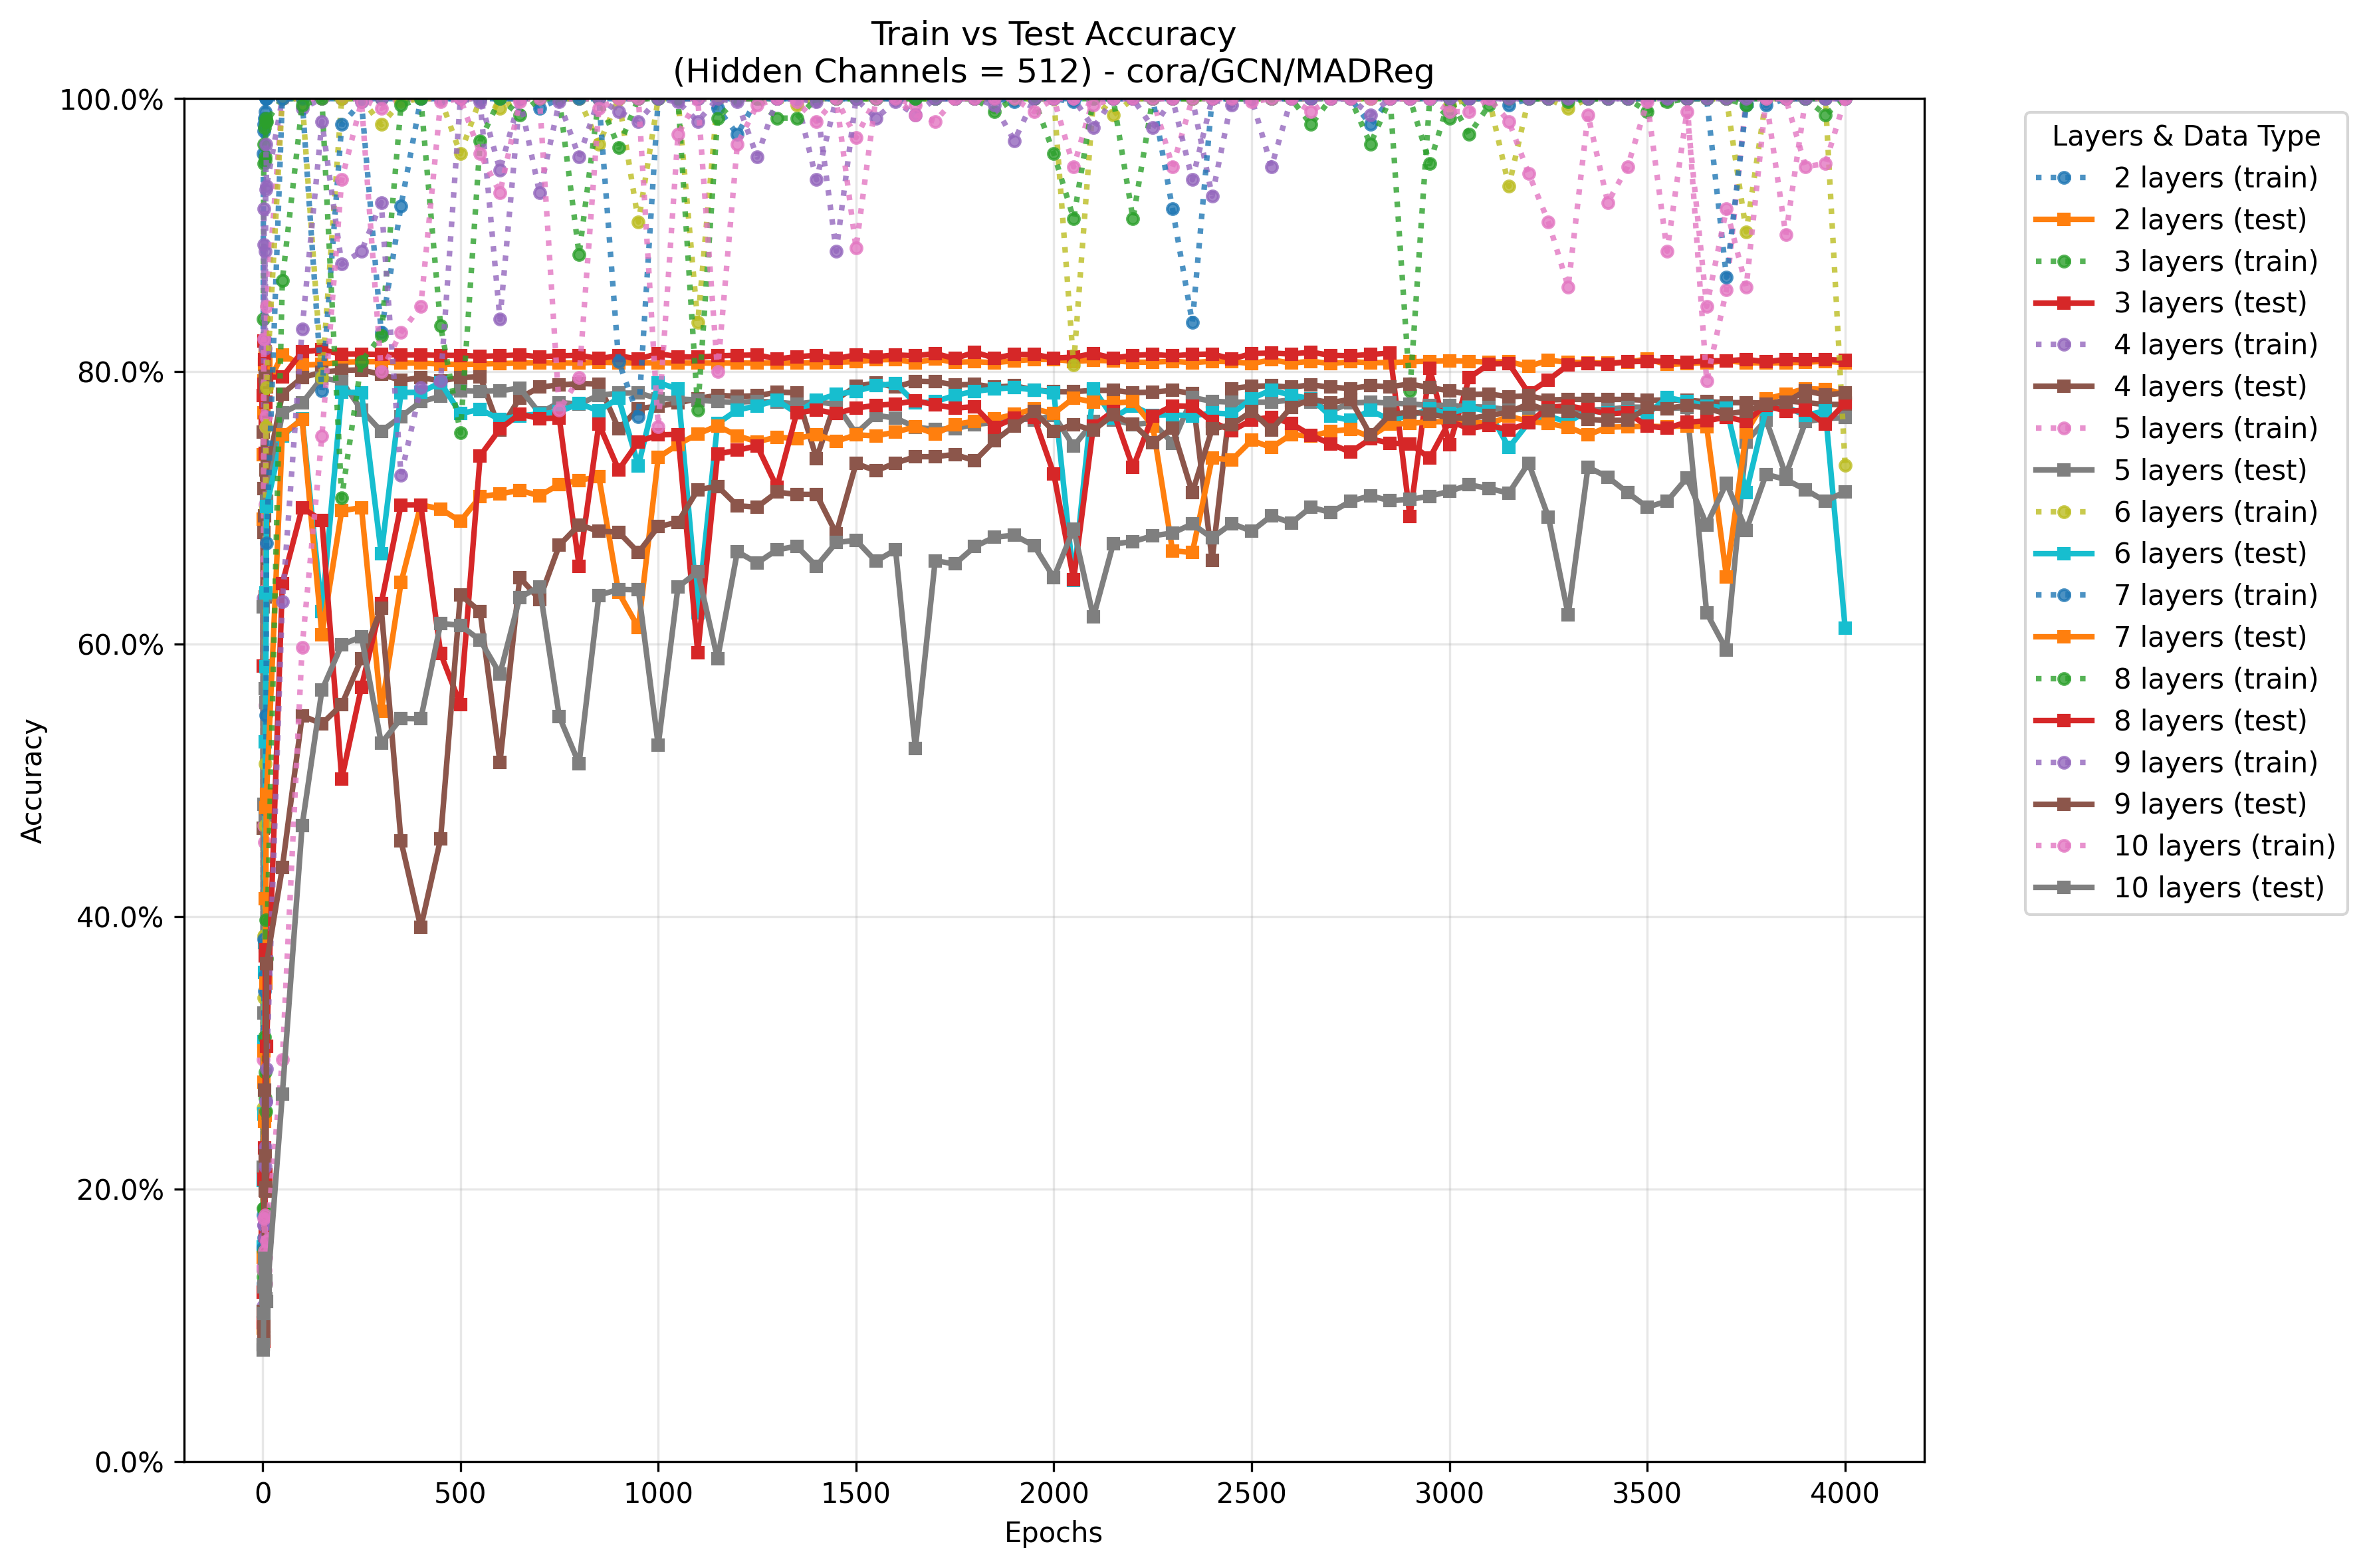 Train vs Test Accuracy
(Hidden Channels = 512) - cora/GCN/MADReg
100.0%
80.0%
60.0%
40.0%
20.0%
0.0%
Accuracy
0
500
1000
1500
2000
2500
3000
3500
4000
Epochs
Layers & Data Type
2 layers (train)
2 layers (test)
3 layers (train)
3 layers (test)
4 layers (train)
4 layers (test)
5 layers (train)
5 layers (test)
6 layers (train)
6 layers (test)
7 layers (train)
7 layers (test)
8 layers (train)
8 layers (test)
9 layers (train)
9 layers (test)
10 layers (train)
10 layers (test)